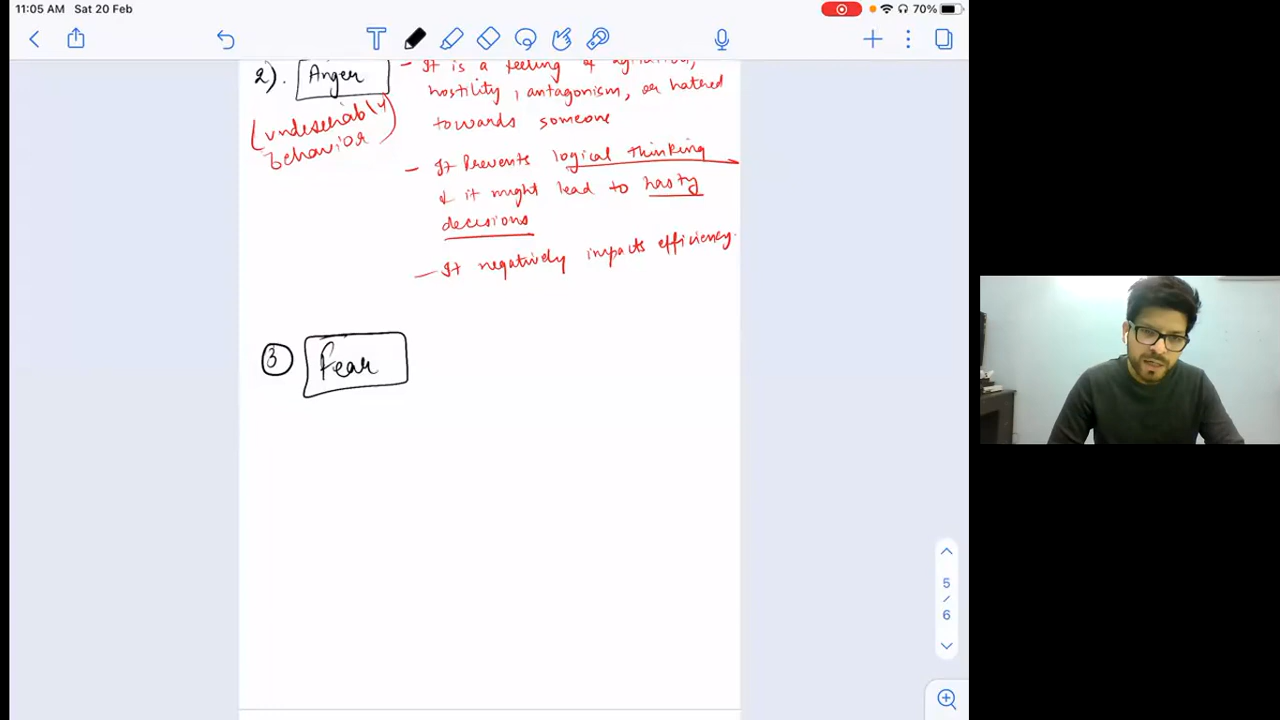 11:05 AM Sat 20 Feb
70%
2). Anger - It is a feeling of agitation,
hostility, antagonism, or hatred
towards someone
behavior
- It Prevents logical thinking
& it might lead to hasty
decisions
- It negatively impacts efficiency.
3 Fear
5
/
6